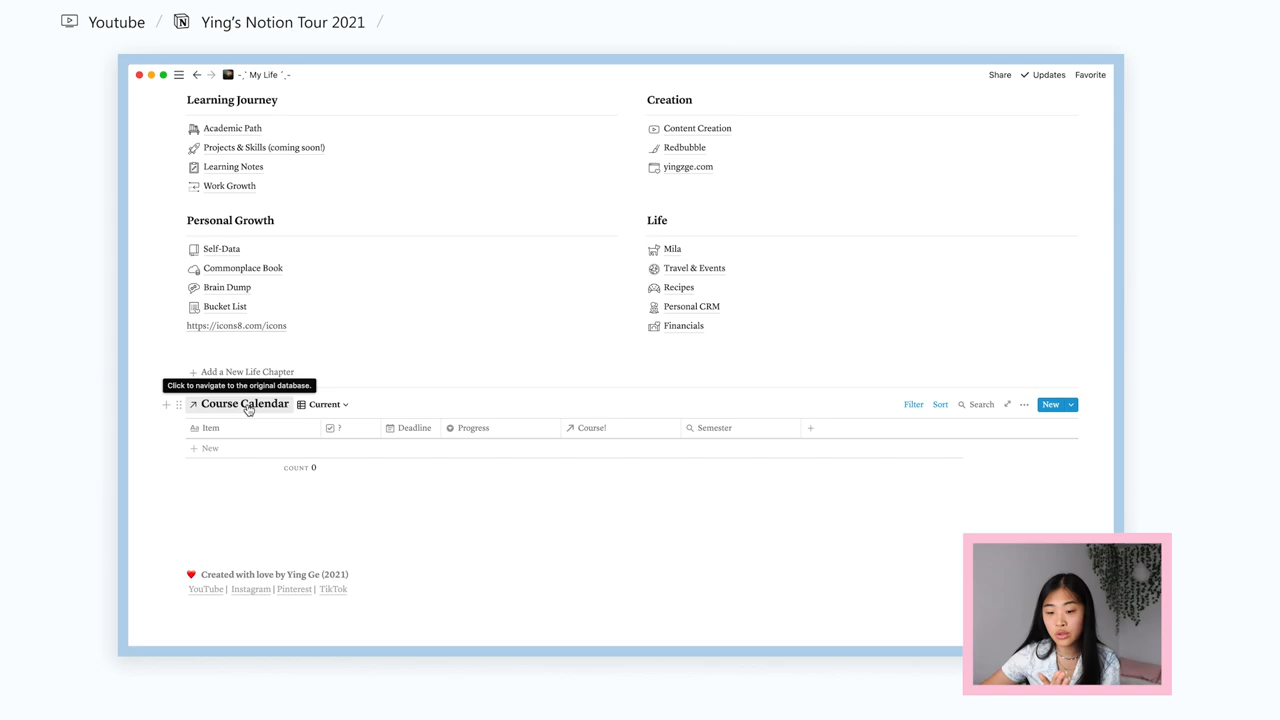 Youtube / Ying's Notion Tour 2021 /
-ˏˋ My Life ˊˎ-
Share Updates Favorite
Learning Journey
Academic Path
Projects & Skills (coming soon!)
Learning Notes
Work Growth
Creation
Content Creation
Redbubble
yingzge.com
Personal Growth
Self-Data
Commonplace Book
Brain Dump
Bucket List
https://icons8.com/icons
Life
Mila
Travel & Events
Recipes
Personal CRM
Financials
+ Add a New Life Chapter
Click to navigate to the original database.
Course Calendar Current
Filter Sort Search New
Aa Item ? Deadline Progress Course! Semester +
+ New
COUNT 0
Created with love by Ying Ge (2021)
YouTube | Instagram | Pinterest | TikTok